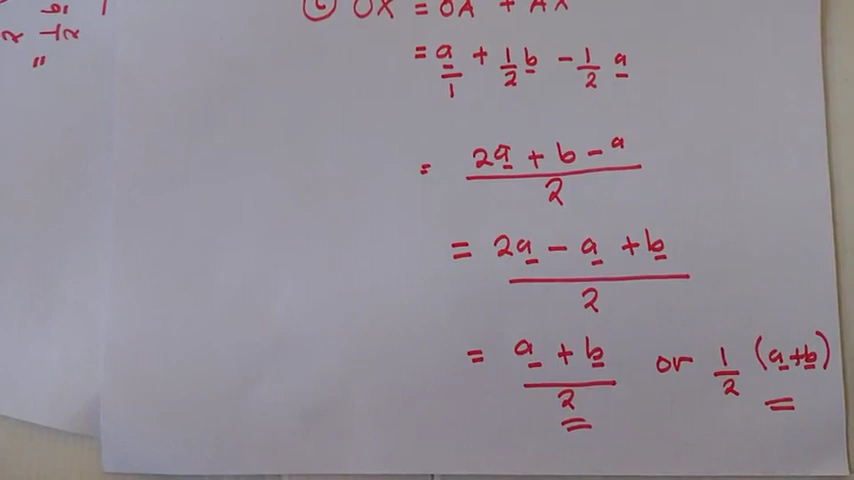 (c) OX = OA + AX
= a/1 + 1/2 b - 1/2 a
= (2a + b - a)/2
= (2a - a + b)/2
= (a + b)/2 or 1/2 (a+b)